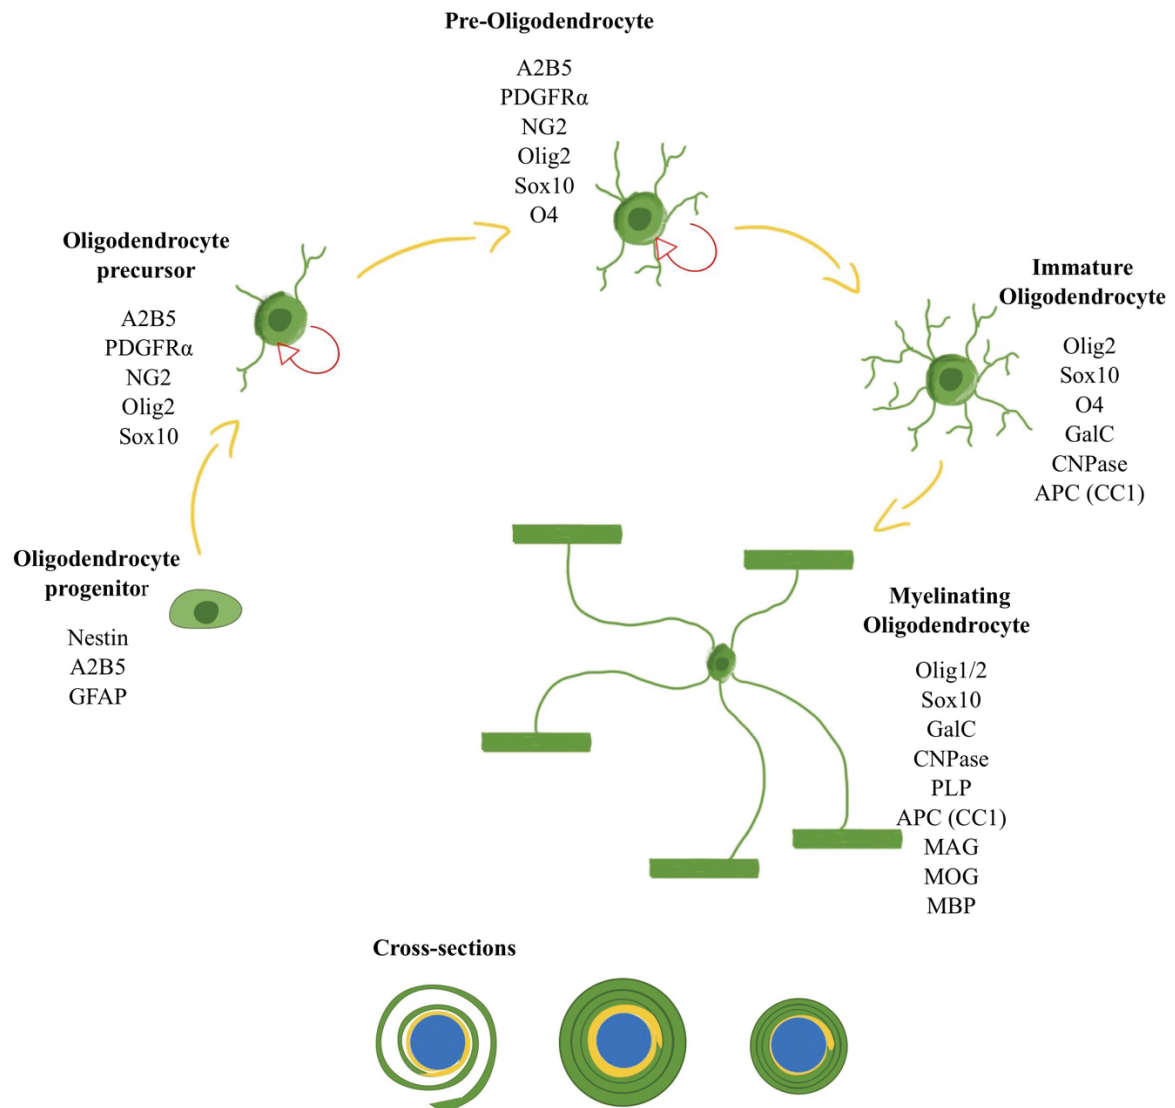 Pre-Oligodendrocyte
A2B5
PDGFRα
NG2
Olig2
Sox10
O4
Oligodendrocyte
precursor
A2B5
PDGFRα
NG2
Olig2
Sox10
Immature
Oligodendrocyte
Olig2
Sox10
O4
GalC
CNPase
APC (CC1)
Oligodendrocyte
progenitor
Nestin
A2B5
GFAP
Myelinating
Oligodendrocyte
Olig1/2
Sox10
GalC
CNPase
PLP
APC (CC1)
MAG
MOG
MBP
Cross-sections